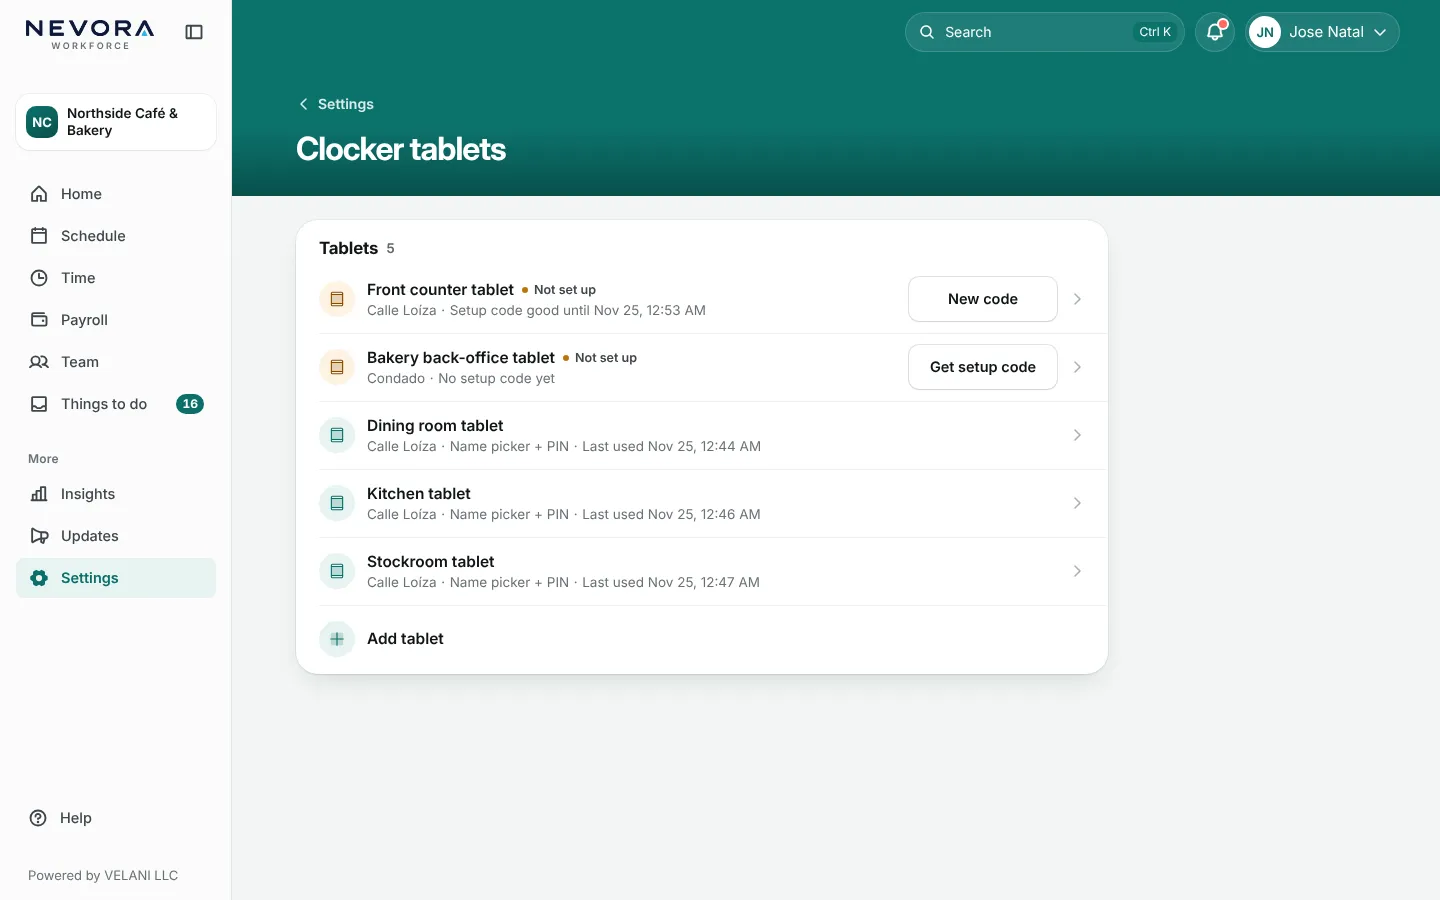 NEVORA
WORKFORCE
Search
Ctrl K
JN
Jose Natal
Settings
Clocker tablets
NC
Northside Café &
Bakery
Home
Schedule
Time
Payroll
Team
Things to do
16
More
Insights
Updates
Settings
Help
Powered by VELANI LLC
Tablets 5
Front counter tablet
Not set up
Calle Loíza · Setup code good until Nov 25, 12:53 AM
New code
Bakery back-office tablet
Not set up
Condado · No setup code yet
Get setup code
Dining room tablet
Calle Loíza · Name picker + PIN · Last used Nov 25, 12:44 AM
Kitchen tablet
Calle Loíza · Name picker + PIN · Last used Nov 25, 12:46 AM
Stockroom tablet
Calle Loíza · Name picker + PIN · Last used Nov 25, 12:47 AM
Add tablet